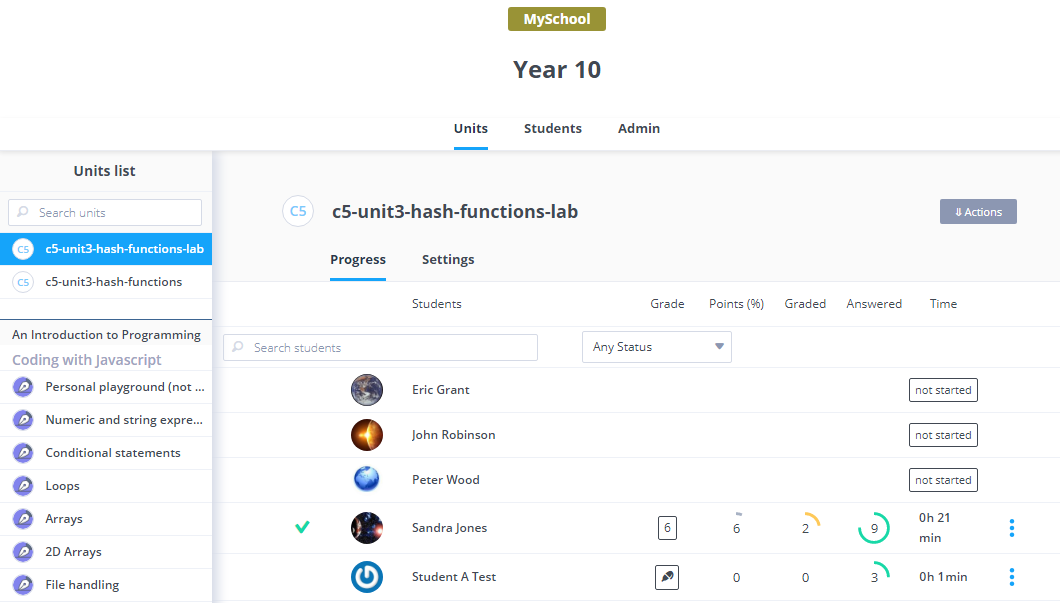 MySchool
Year 10
Units Students Admin
Units list
Search units
C5 c5-unit3-hash-functions-lab
C5 c5-unit3-hash-functions
An Introduction to Programming
Coding with Javascript
Personal playground (not ...
Numeric and string expre...
Conditional statements
Loops
Arrays
2D Arrays
File handling
C5 c5-unit3-hash-functions-lab
⇓ Actions
Progress Settings
Students Grade Points (%) Graded Answered Time
Search students Any Status
Eric Grant not started
John Robinson not started
Peter Wood not started
Sandra Jones 6 6 2 9 0h 21
min
Student A Test 0 0 3 0h 1min